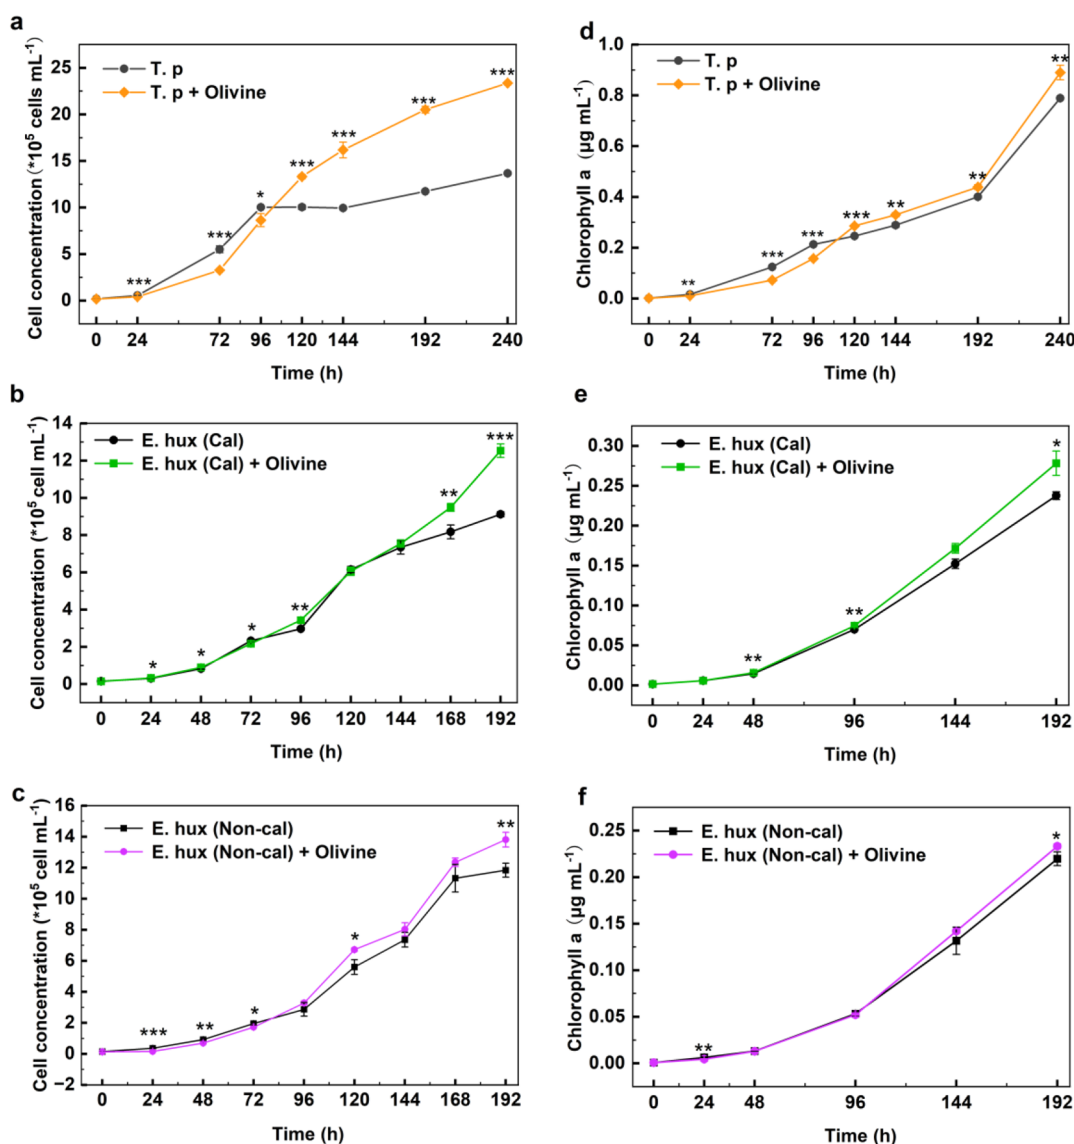 a
Cell concentration (*10⁵ cells mL⁻¹)
25
20
15
10
5
0
T. p
T. p + Olivine
***
***
*
***
***
***
***
0 24 72 96 120 144 192 240
Time (h)
d
Chlorophyll a (µg mL⁻¹)
1.0
0.8
0.6
0.4
0.2
0.0
T. p
T. p + Olivine
**
***
***
***
**
**
**
0 24 72 96 120 144 192 240
Time (h)
b
Cell concentration (*10⁵ cell mL⁻¹)
14
12
10
8
6
4
2
0
E. hux (Cal)
E. hux (Cal) + Olivine
*
*
*
**
**
***
0 24 48 72 96 120 144 168 192
Time (h)
e
Chlorophyll a (µg mL⁻¹)
0.30
0.25
0.20
0.15
0.10
0.05
0.00
E. hux (Cal)
E. hux (Cal) + Olivine
**
**
*
0 24 48 96 144 192
Time (h)
c
Cell concentration (*10⁵ cell mL⁻¹)
16
14
12
10
8
6
4
2
0
−2
E. hux (Non-cal)
E. hux (Non-cal) + Olivine
***
**
*
*
**
0 24 48 72 96 120 144 168 192
Time (h)
f
Chlorophyll a (µg mL⁻¹)
0.25
0.20
0.15
0.10
0.05
0.00
E. hux (Non-cal)
E. hux (Non-cal) + Olivine
**
*
0 24 48 96 144 192
Time (h)